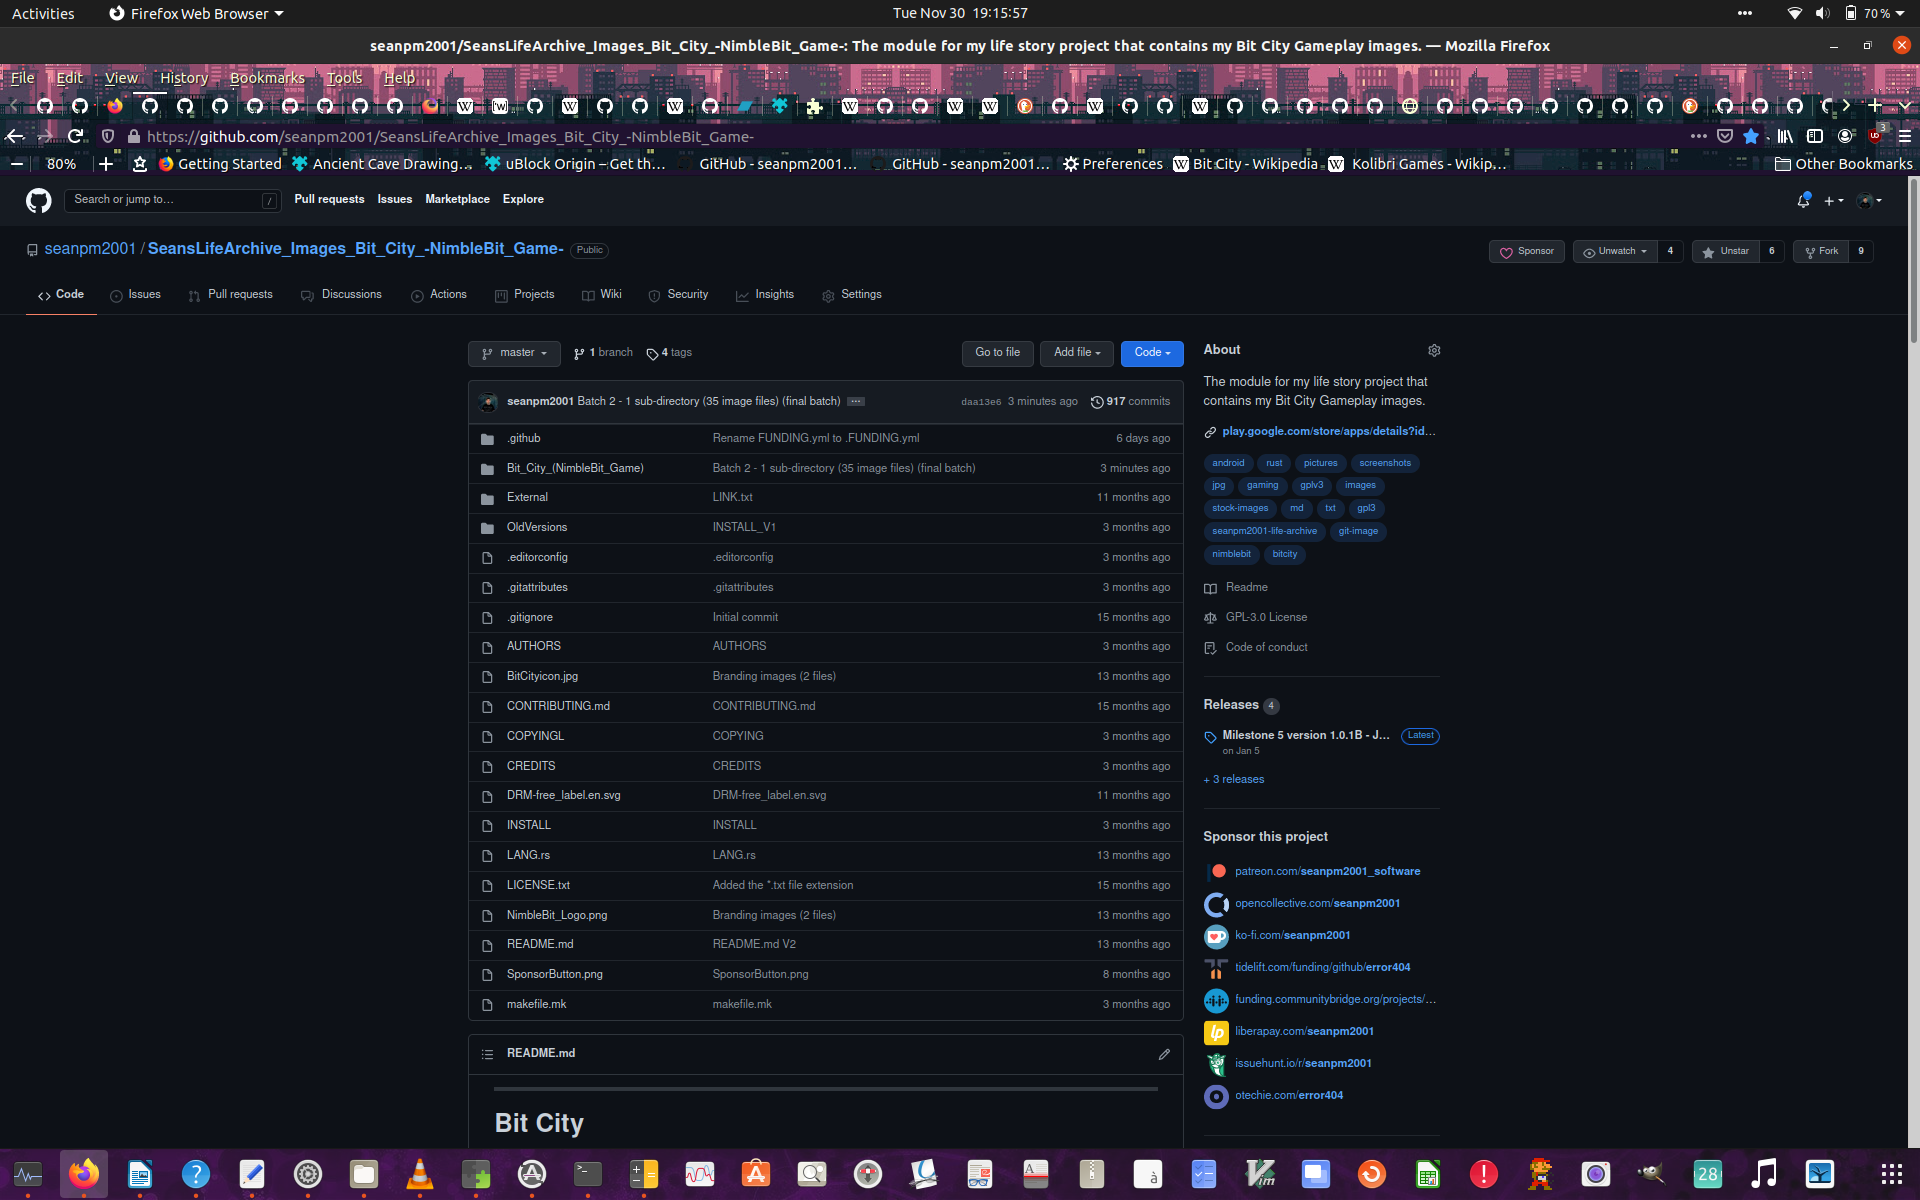 Activities Firefox Web Browser Tue Nov 30 19:15:57 70 %
seanpm2001/SeansLifeArchive_Images_Bit_City_-NimbleBit_Game-: The module for my life story project that contains my Bit City Gameplay images. — Mozilla Firefox
File Edit View History Bookmarks Tools Help
https://github.com/seanpm2001/SeansLifeArchive_Images_Bit_City_-NimbleBit_Game- 3
80% Getting Started Ancient Cave Drawing… uBlock Origin – Get th… GitHub - seanpm2001… GitHub - seanpm2001… Preferences Bit City - Wikipedia Kolibri Games - Wikip… Other Bookmarks
Search or jump to… / Pull requests Issues Marketplace Explore
seanpm2001 / SeansLifeArchive_Images_Bit_City_-NimbleBit_Game- Public Sponsor Unwatch 4 Unstar 6 Fork 9
Code Issues Pull requests Discussions Actions Projects Wiki Security Insights Settings
master 1 branch 4 tags Go to file Add file Code
seanpm2001 Batch 2 - 1 sub-directory (35 image files) (final batch) … daa13e6 3 minutes ago 917 commits
.github Rename FUNDING.yml to .FUNDING.yml 6 days ago
Bit_City_(NimbleBit_Game) Batch 2 - 1 sub-directory (35 image files) (final batch) 3 minutes ago
External LINK.txt 11 months ago
OldVersions INSTALL_V1 3 months ago
.editorconfig .editorconfig 3 months ago
.gitattributes .gitattributes 3 months ago
.gitignore Initial commit 15 months ago
AUTHORS AUTHORS 3 months ago
BitCityicon.jpg Branding images (2 files) 13 months ago
CONTRIBUTING.md CONTRIBUTING.md 15 months ago
COPYINGL COPYING 3 months ago
CREDITS CREDITS 3 months ago
DRM-free_label.en.svg DRM-free_label.en.svg 11 months ago
INSTALL INSTALL 3 months ago
LANG.rs LANG.rs 13 months ago
LICENSE.txt Added the *.txt file extension 15 months ago
NimbleBit_Logo.png Branding images (2 files) 13 months ago
README.md README.md V2 13 months ago
SponsorButton.png SponsorButton.png 8 months ago
makefile.mk makefile.mk 3 months ago
README.md
Bit City
About
The module for my life story project that
contains my Bit City Gameplay images.
play.google.com/store/apps/details?id…
android rust pictures screenshots
jpg gaming gplv3 images
stock-images md txt gpl3
seanpm2001-life-archive git-image
nimblebit bitcity
Readme
GPL-3.0 License
Code of conduct
Releases 4
Milestone 5 version 1.0.1B - J… Latest
on Jan 5
+ 3 releases
Sponsor this project
patreon.com/seanpm2001_software
opencollective.com/seanpm2001
ko-fi.com/seanpm2001
tidelift.com/funding/github/error404
funding.communitybridge.org/projects/…
lp liberapay.com/seanpm2001
issuehunt.io/r/seanpm2001
otechie.com/error404
28